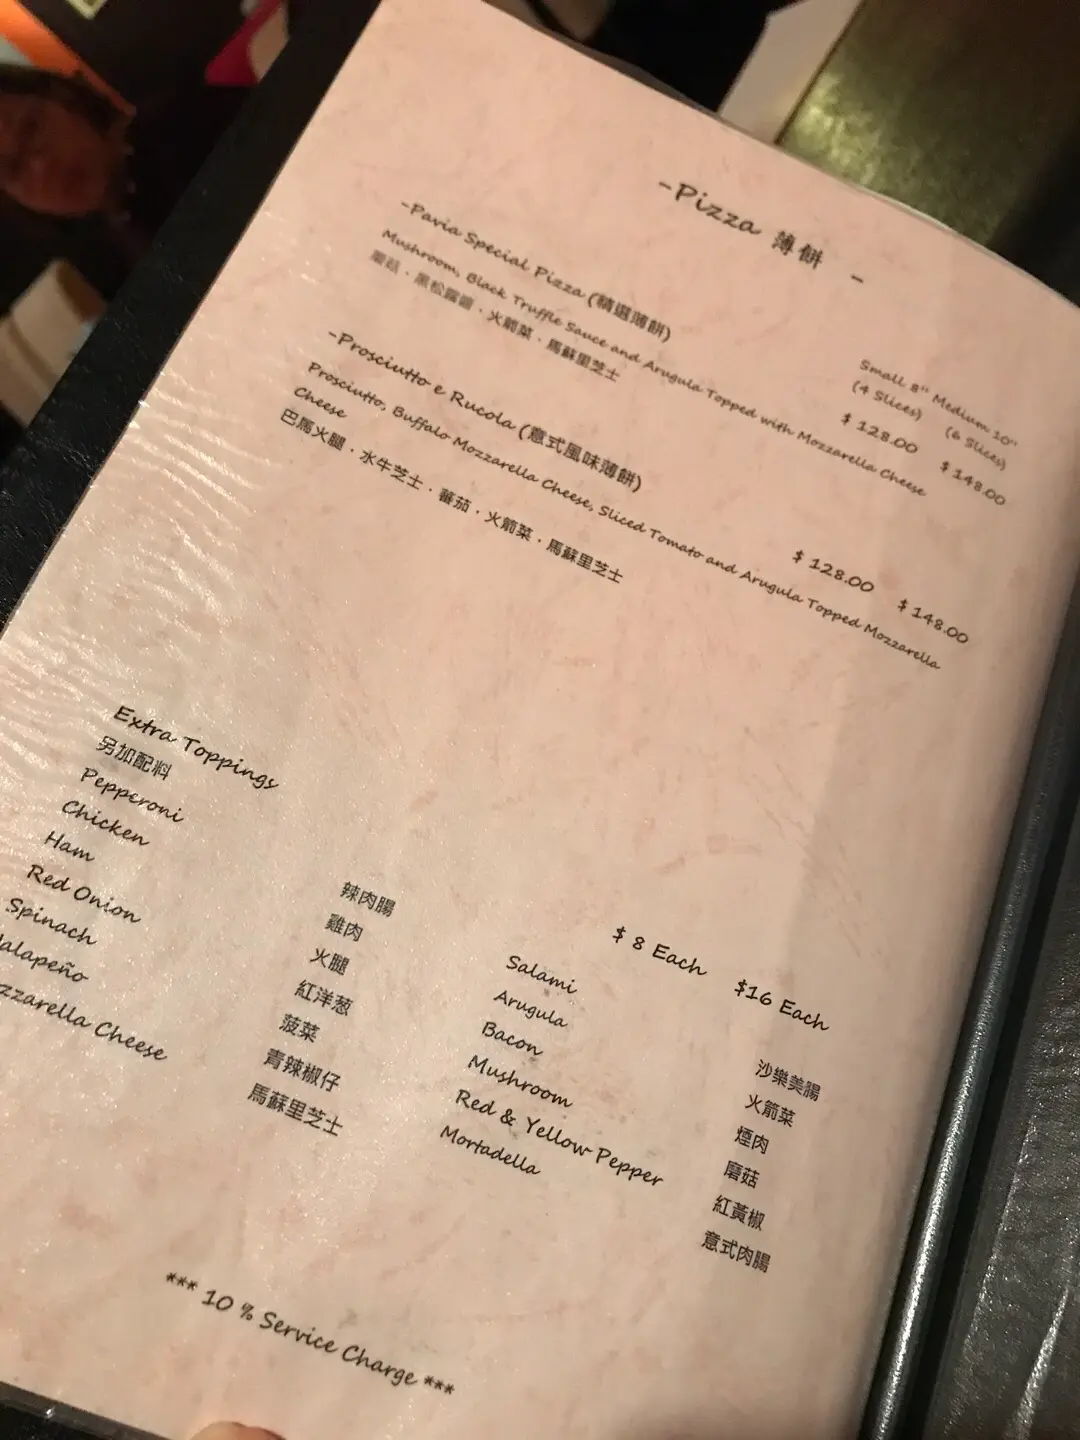 -Pizza 薄餅 -
Small 8" Medium 10"
(4 Slices) (6 Slices)
-Pavia Special Pizza (精選薄餅) $ 128.00 $ 148.00
Mushroom, Black Truffle Sauce and Arugula Topped with Mozzarella Cheese
蘑菇．黑松露醬．火箭菜．馬蘇里芝士
-Prosciutto e Rucola (意式風味薄餅) $ 128.00 $ 148.00
Prosciutto, Buffalo Mozzarella Cheese, Sliced Tomato and Arugula Topped Mozzarella
Cheese
巴馬火腿．水牛芝士．蕃茄．火箭菜．馬蘇里芝士
Extra Toppings $ 8 Each $16 Each
另加配料
Pepperoni 辣肉腸 Salami 沙樂美腸
Chicken 雞肉 Arugula 火箭菜
Ham 火腿 Bacon 煙肉
Red Onion 紅洋葱 Mushroom 磨菇
Spinach 菠菜 Red & Yellow Pepper 紅黃椒
alapeño 青辣椒仔 Mortadella 意式肉腸
zzarella Cheese 馬蘇里芝士
*** 10 % Service Charge ***